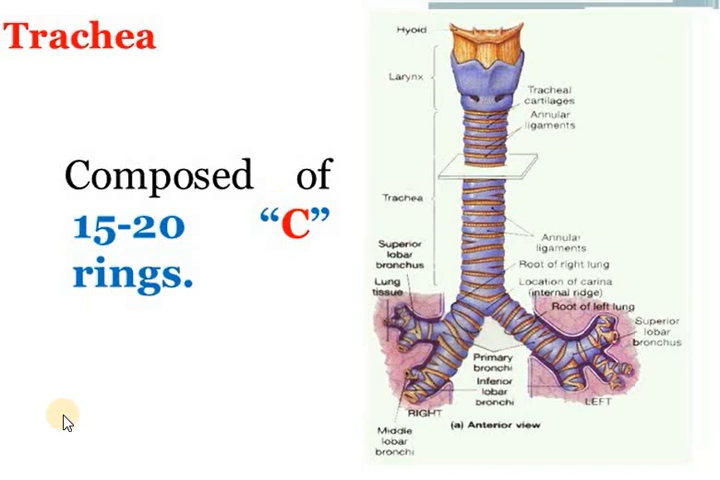 Trachea
Composed of
15-20 “C”
rings.
Hyoid
Larynx
Tracheal
cartilages
Annular
ligaments
Trachea
Annular
ligaments
Superior
lobar
bronchus
Root of right lung
Lung
tissue
Location of carina
(internal ridge)
Root of left lung
Superior
lobar
bronchus
Primary
bronchi
Inferior
lobar
bronchi
RIGHT
LEFT
Middle
lobar
bronchi
(a) Anterior view